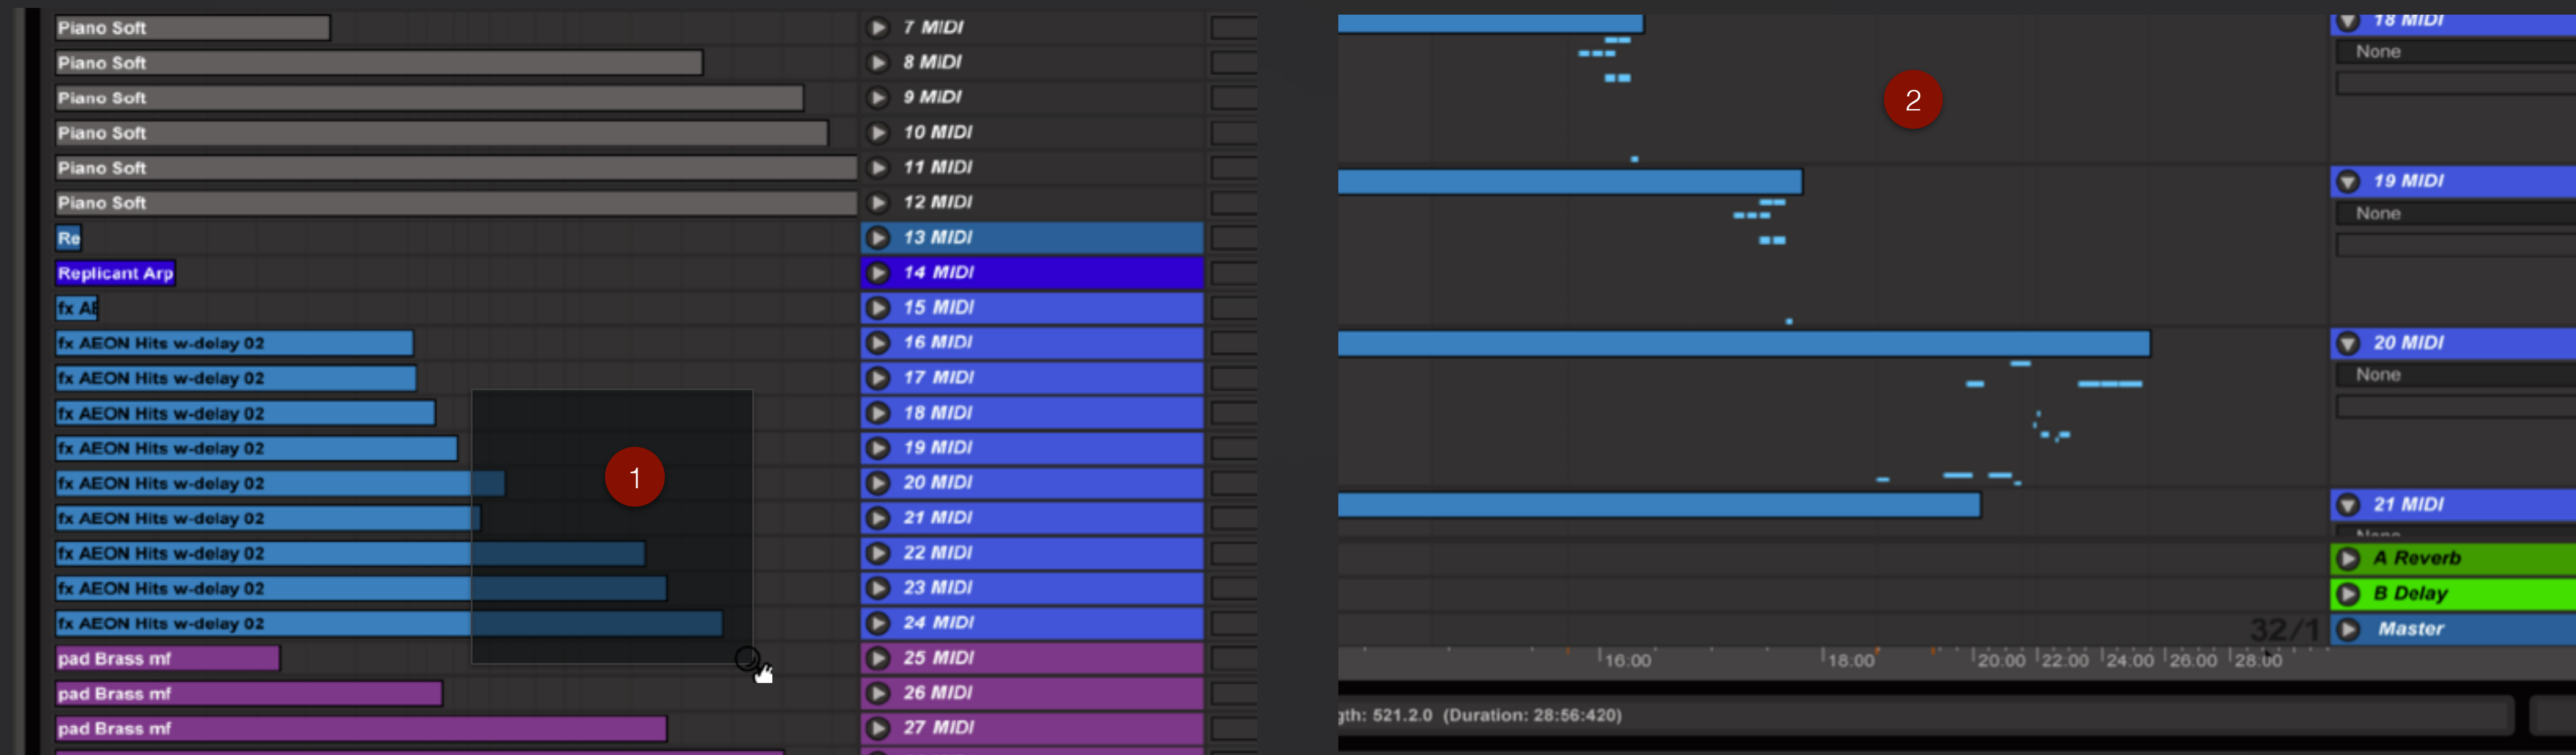 Piano Soft
7 MIDI
Piano Soft
8 MIDI
Piano Soft
9 MIDI
Piano Soft
10 MIDI
Piano Soft
11 MIDI
Piano Soft
12 MIDI
Re
13 MIDI
Replicant Arp
14 MIDI
fx AE
15 MIDI
fx AEON Hits w-delay 02
16 MIDI
fx AEON Hits w-delay 02
17 MIDI
fx AEON Hits w-delay 02
18 MIDI
fx AEON Hits w-delay 02
19 MIDI
fx AEON Hits w-delay 02
20 MIDI
fx AEON Hits w-delay 02
21 MIDI
fx AEON Hits w-delay 02
22 MIDI
fx AEON Hits w-delay 02
23 MIDI
fx AEON Hits w-delay 02
24 MIDI
pad Brass mf
25 MIDI
pad Brass mf
26 MIDI
pad Brass mf
27 MIDI
1
2
18 MIDI
None
19 MIDI
None
20 MIDI
None
21 MIDI
None
A Reverb
B Delay
32/1
Master
16:00 18:00 20:00 22:00 24:00 26:00 28:00
gth: 521.2.0 (Duration: 28:56:420)